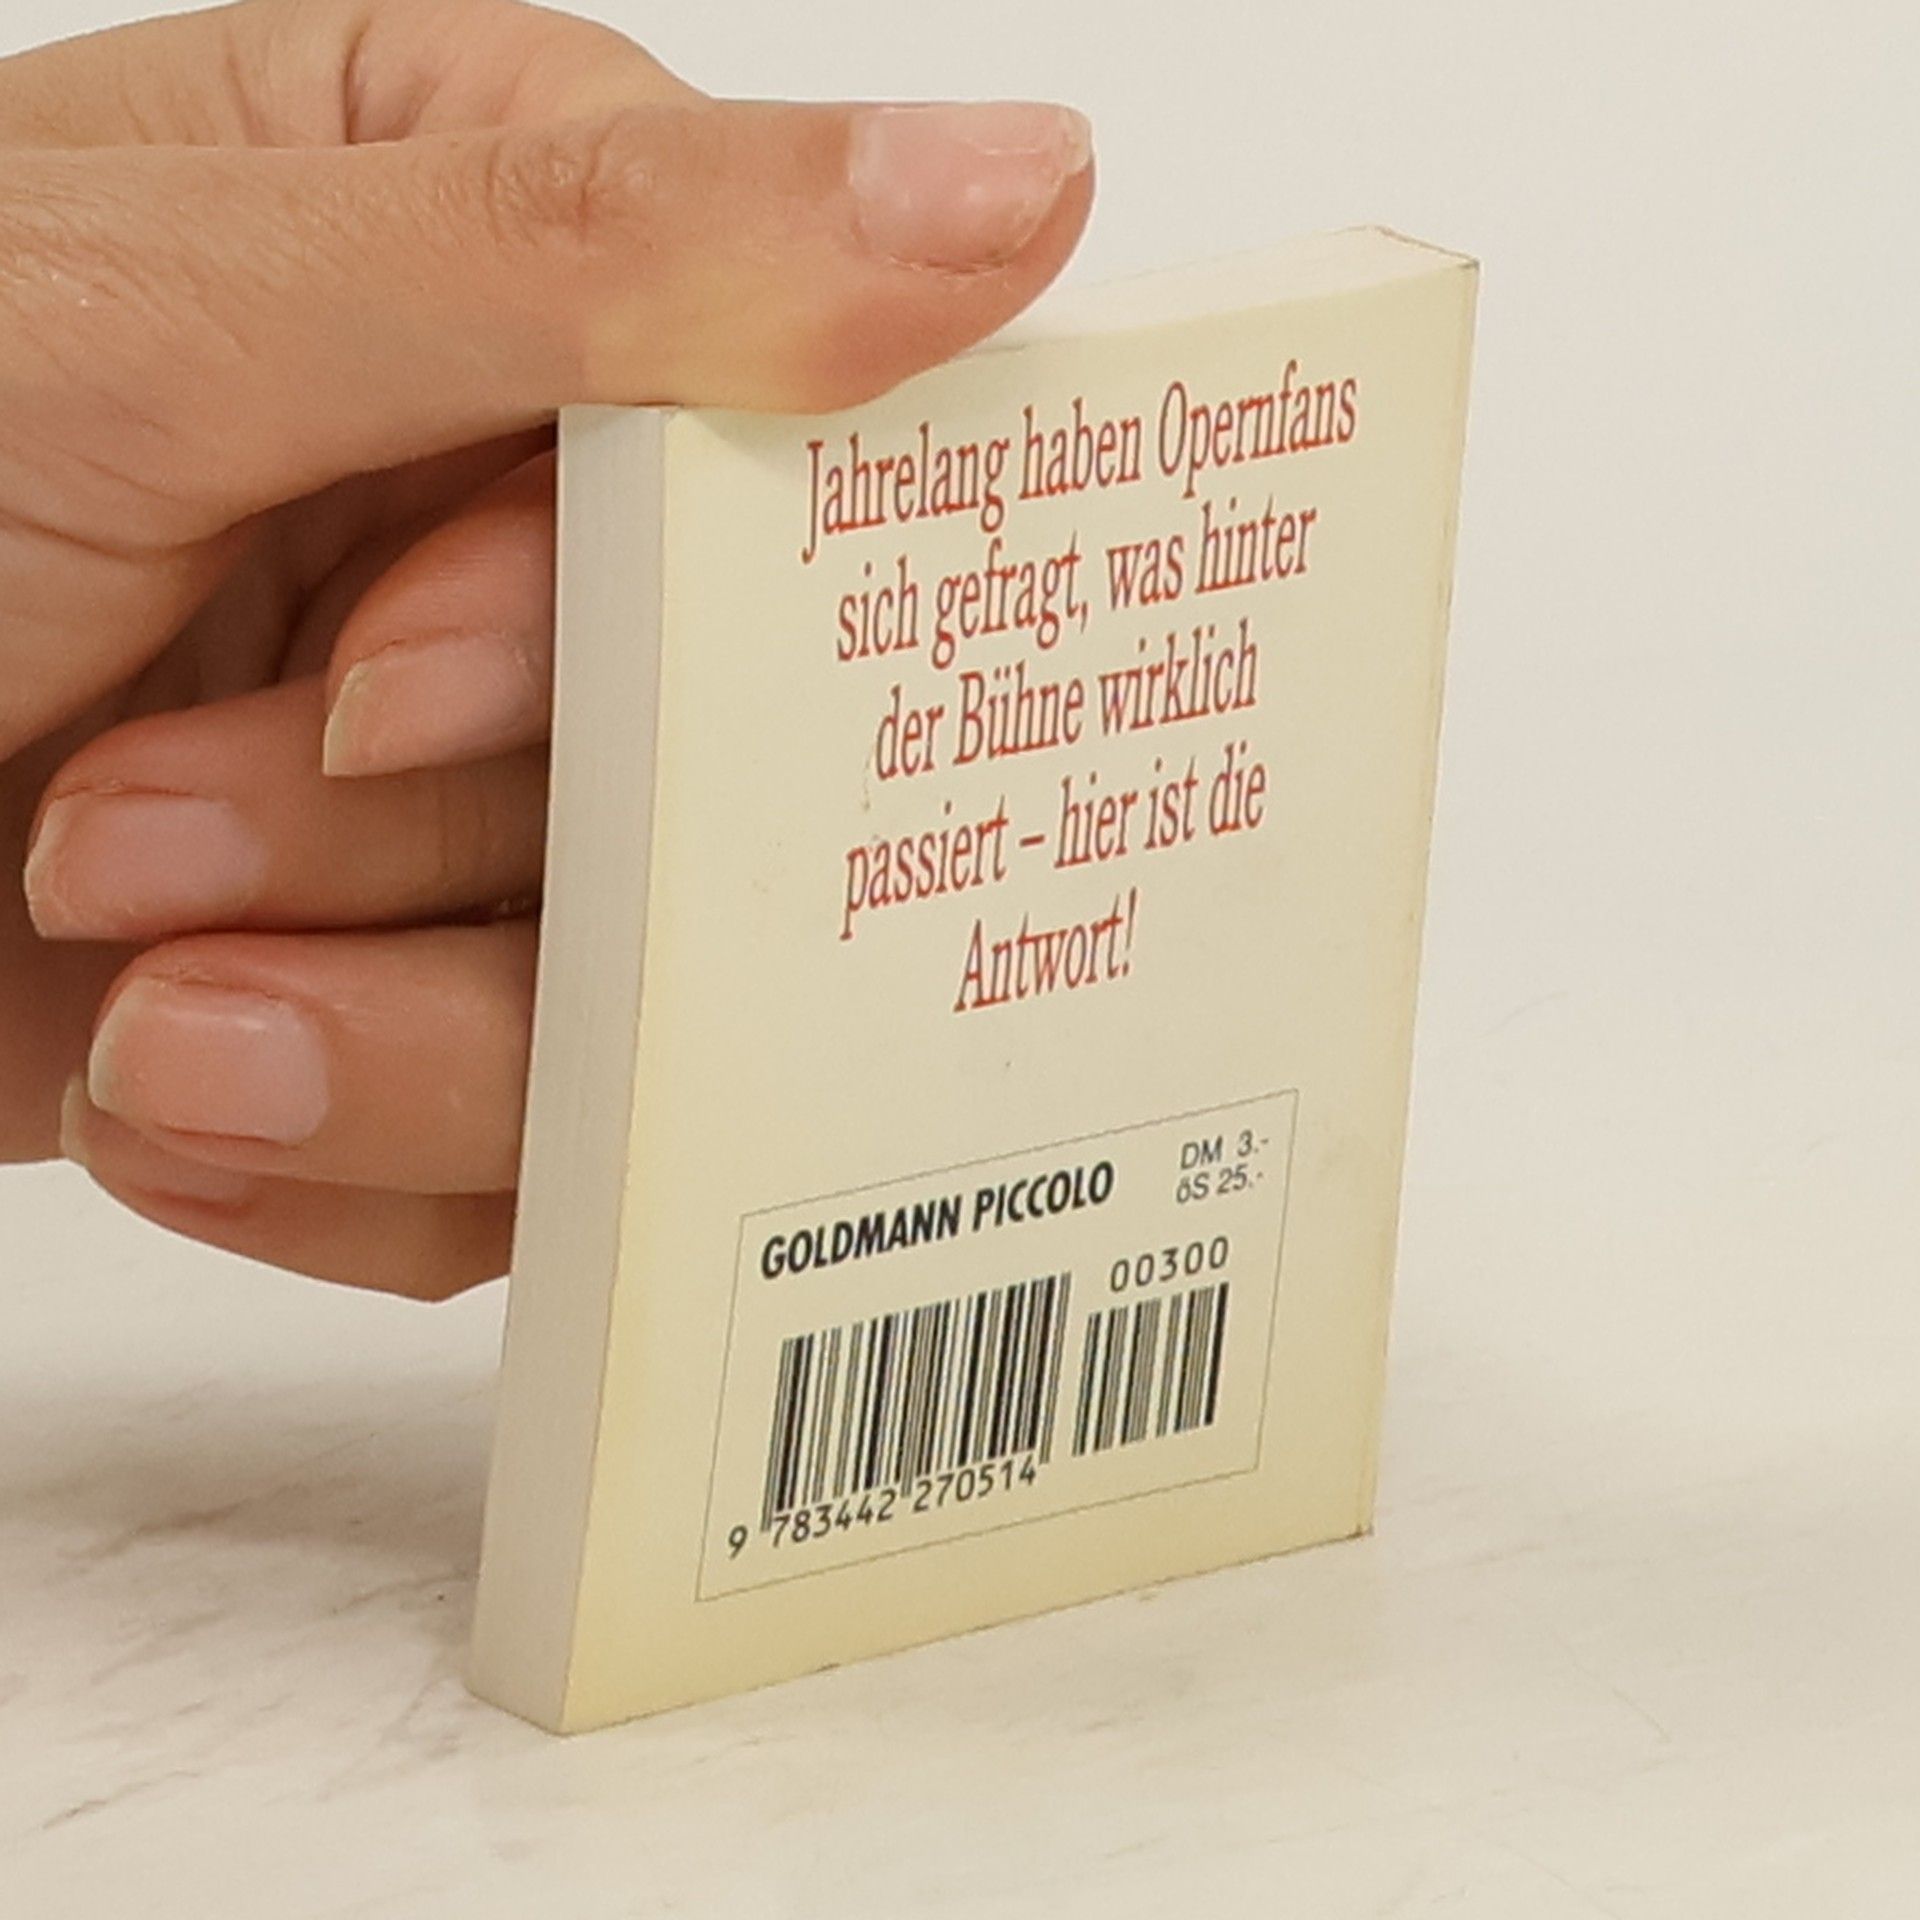 Jahrelang haben Opernfans
sich gefragt, was hinter
der Bühne wirklich
passiert – hier ist die
Antwort!
GOLDMANN PICCOLO
DM 3.-
öS 25.-
00300
9 783442 270514